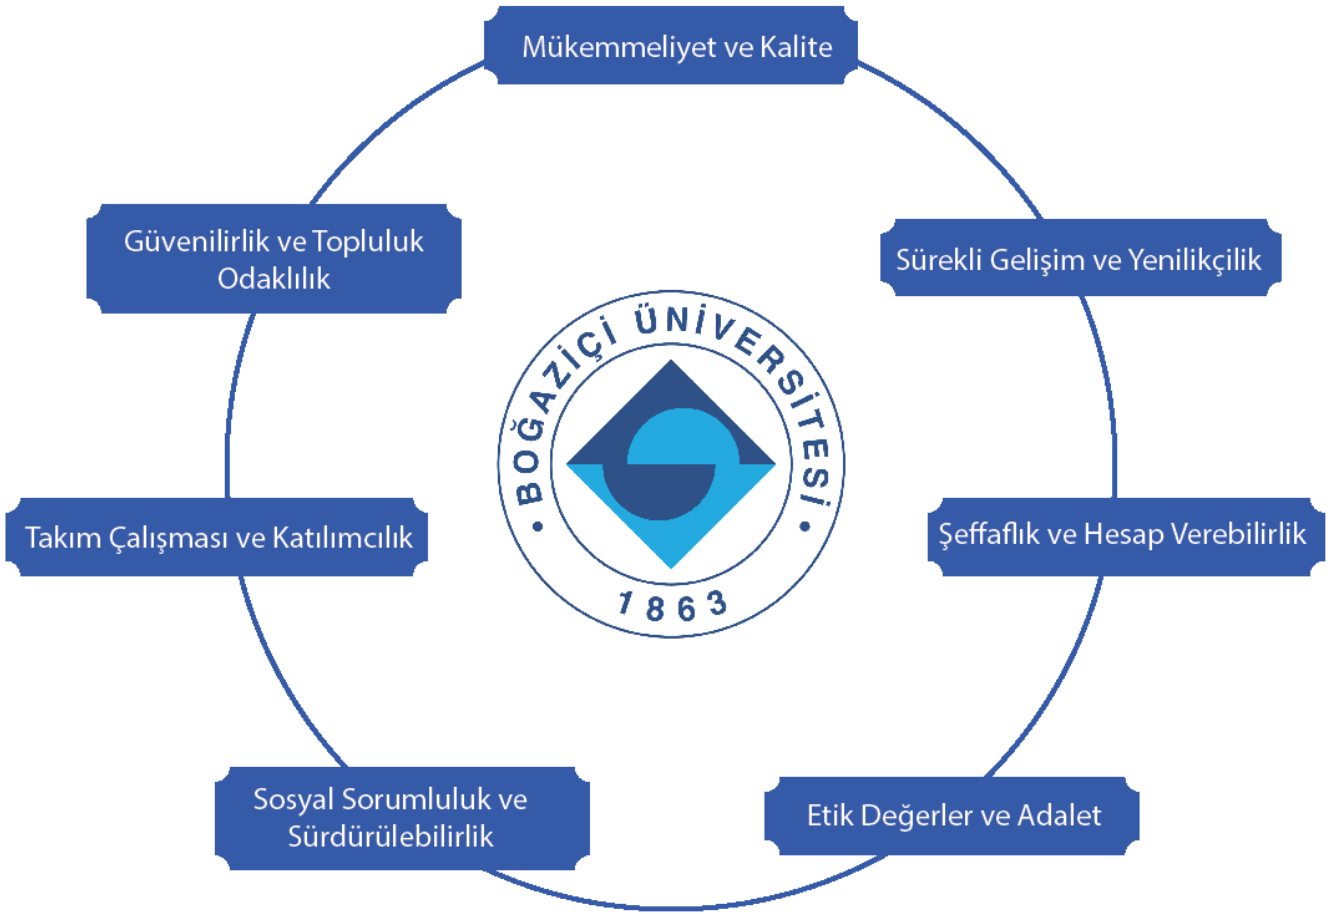 Mükemmeliyet ve Kalite
Sürekli Gelişim ve Yenilikçilik
Şeffaflık ve Hesap Verebilirlik
Etik Değerler ve Adalet
Sosyal Sorumluluk ve
Sürdürülebilirlik
Takım Çalışması ve Katılımcılık
Güvenilirlik ve Topluluk
Odaklılık
• BOĞAZİÇİ ÜNİVERSİTESİ •
1863